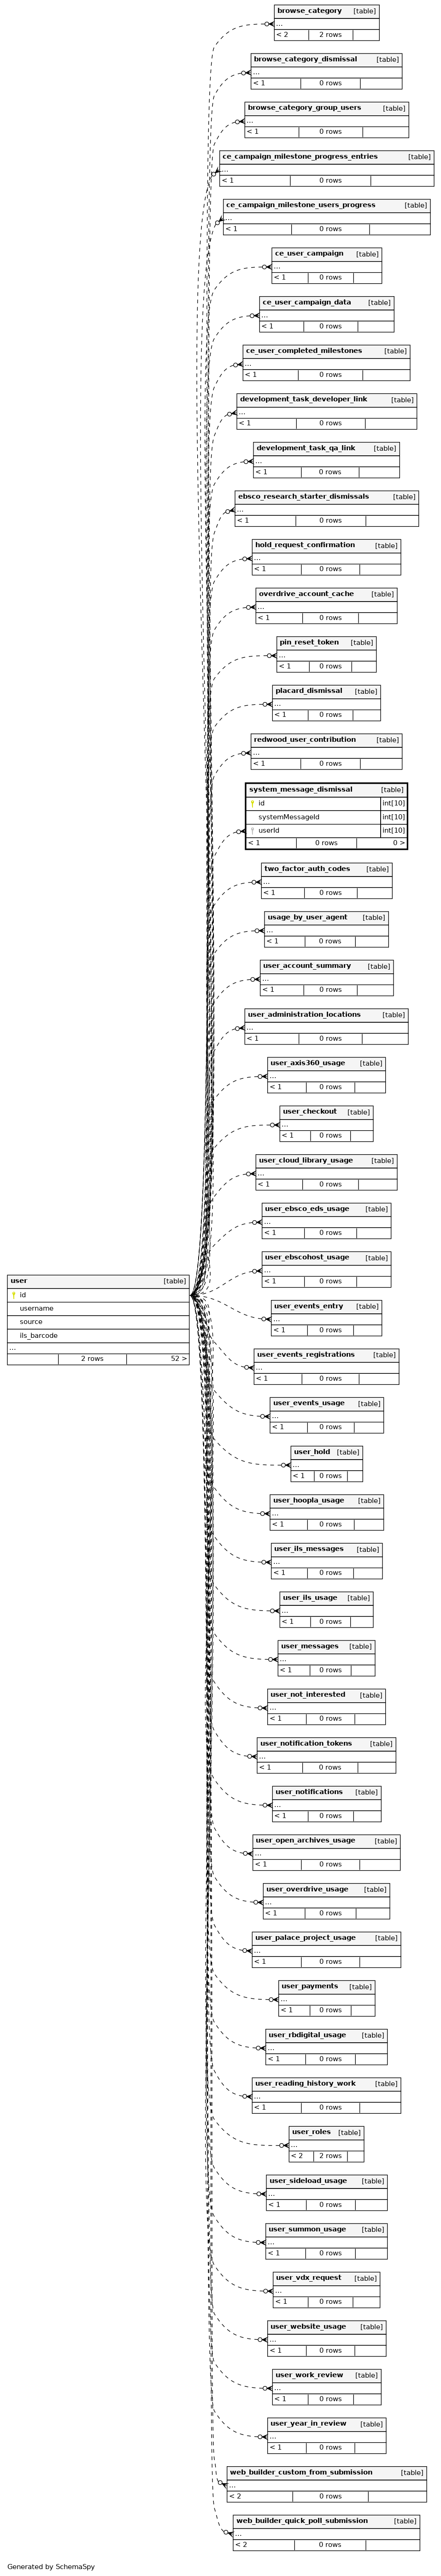 browse_category [table]
...
< 2 2 rows
browse_category_dismissal [table]
...
< 1 0 rows
browse_category_group_users [table]
...
< 1 0 rows
ce_campaign_milestone_progress_entries [table]
...
< 1 0 rows
ce_campaign_milestone_users_progress [table]
...
< 1 0 rows
ce_user_campaign [table]
...
< 1 0 rows
ce_user_campaign_data [table]
...
< 1 0 rows
ce_user_completed_milestones [table]
...
< 1 0 rows
development_task_developer_link [table]
...
< 1 0 rows
development_task_qa_link [table]
...
< 1 0 rows
ebsco_research_starter_dismissals [table]
...
< 1 0 rows
hold_request_confirmation [table]
...
< 1 0 rows
overdrive_account_cache [table]
...
< 1 0 rows
pin_reset_token [table]
...
< 1 0 rows
placard_dismissal [table]
...
< 1 0 rows
redwood_user_contribution [table]
...
< 1 0 rows
system_message_dismissal [table]
id int[10]
systemMessageId int[10]
userId int[10]
< 1 0 rows 0 >
two_factor_auth_codes [table]
...
< 1 0 rows
usage_by_user_agent [table]
...
< 1 0 rows
user_account_summary [table]
...
< 1 0 rows
user_administration_locations [table]
...
< 1 0 rows
user_axis360_usage [table]
...
< 1 0 rows
user_checkout [table]
...
< 1 0 rows
user_cloud_library_usage [table]
...
< 1 0 rows
user_ebsco_eds_usage [table]
...
< 1 0 rows
user_ebscohost_usage [table]
...
< 1 0 rows
user [table]
id
username
source
ils_barcode
...
2 rows 52 >
user_events_entry [table]
...
< 1 0 rows
user_events_registrations [table]
...
< 1 0 rows
user_events_usage [table]
...
< 1 0 rows
user_hold [table]
...
< 1 0 rows
user_hoopla_usage [table]
...
< 1 0 rows
user_ils_messages [table]
...
< 1 0 rows
user_ils_usage [table]
...
< 1 0 rows
user_messages [table]
...
< 1 0 rows
user_not_interested [table]
...
< 1 0 rows
user_notification_tokens [table]
...
< 1 0 rows
user_notifications [table]
...
< 1 0 rows
user_open_archives_usage [table]
...
< 1 0 rows
user_overdrive_usage [table]
...
< 1 0 rows
user_palace_project_usage [table]
...
< 1 0 rows
user_payments [table]
...
< 1 0 rows
user_rbdigital_usage [table]
...
< 1 0 rows
user_reading_history_work [table]
...
< 1 0 rows
user_roles [table]
...
< 2 2 rows
user_sideload_usage [table]
...
< 1 0 rows
user_summon_usage [table]
...
< 1 0 rows
user_vdx_request [table]
...
< 1 0 rows
user_website_usage [table]
...
< 1 0 rows
user_work_review [table]
...
< 1 0 rows
user_year_in_review [table]
...
< 1 0 rows
web_builder_custom_from_submission [table]
...
< 2 0 rows
web_builder_quick_poll_submission [table]
...
< 2 0 rows
Generated by SchemaSpy